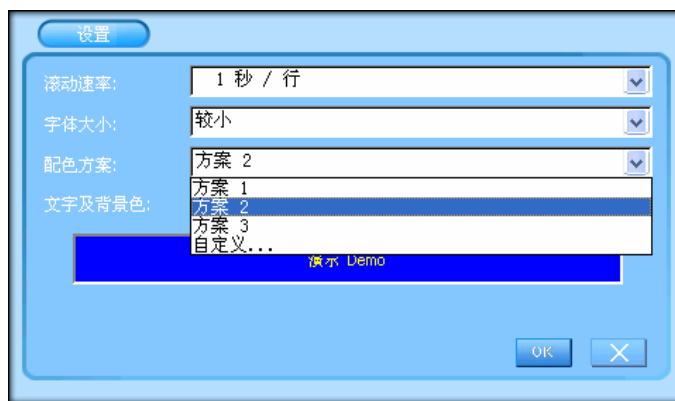 设置
滚动速率: 1 秒 / 行
字体大小: 较小
配色方案: 方案 2
文字及背景色:
方案 1
方案 2
方案 3
自定义...
演示 Demo
OK